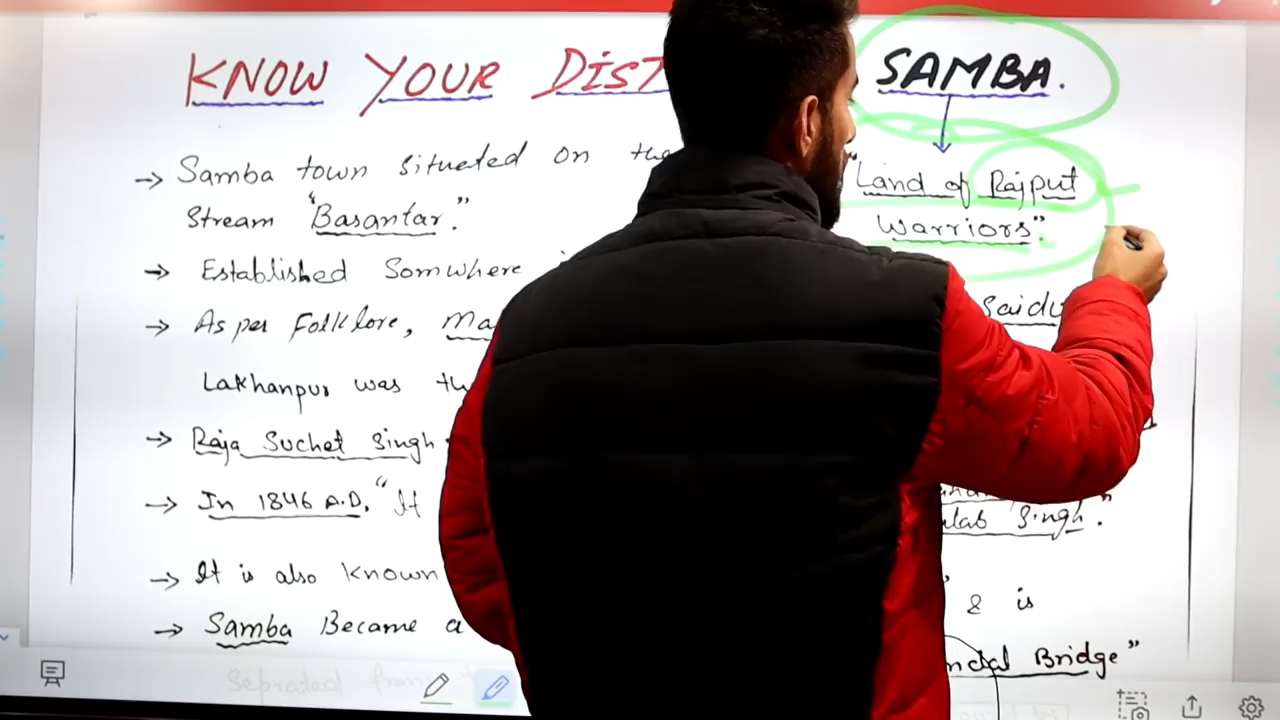 KNOW YOUR DIST SAMBA.
→ Samba town situated on the "Land of Rajput
Stream "Basantar." Warriors".
→ Established Somwhere
→ As per Folklore, Ma Saidu
Lakhanpur was the
→ Raja Suchet Singh
→ In 1846 A.D, "It ulab Singh."
→ It is also Known & is
→ Samba Became a Bridge"
Seprated from